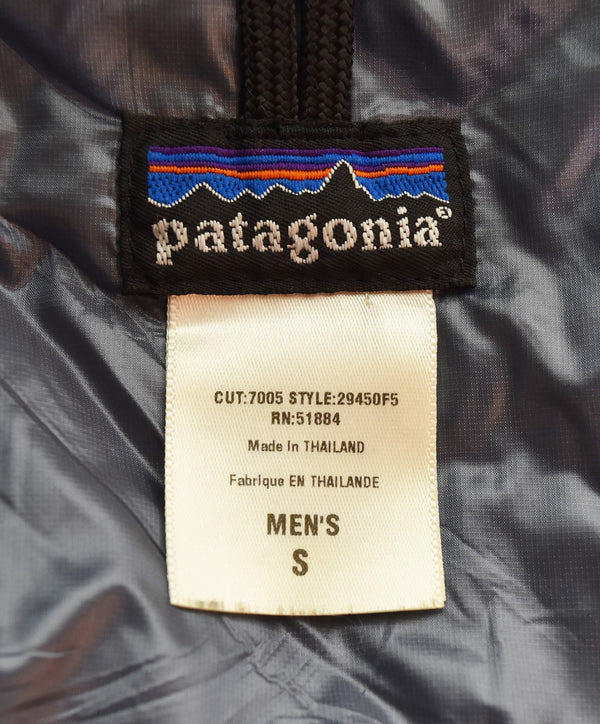 patagonia®
CUT:7005 STYLE:29450F5
RN:51884
Made In THAILAND
Fabrique EN THAILANDE
MEN'S
S